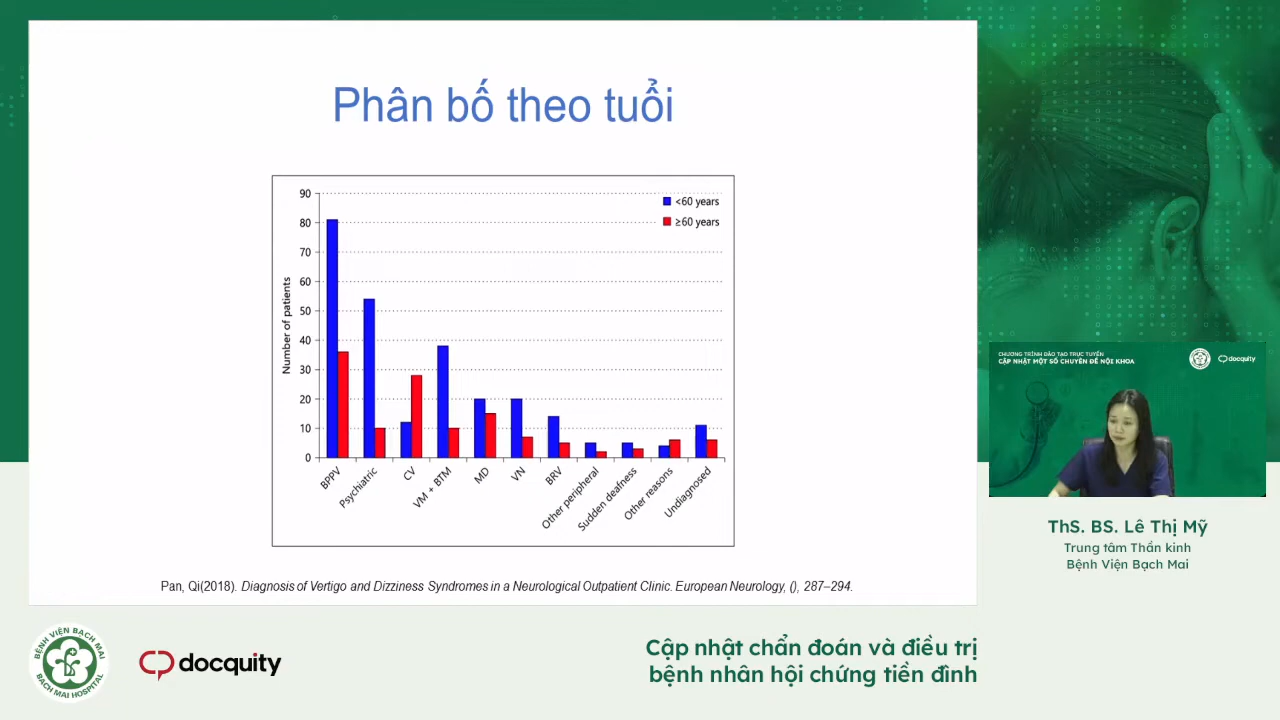 Phân bố theo tuổi
90
80
70
60
50
40
30
20
10
0
Number of patients
<60 years
≥60 years
BPPV
Psychiatric
CV
VM + BTM
MD
VN
BRV
Other peripheral
Sudden deafness
Other reasons
Undiagnosed
Pan, Qi(2018). Diagnosis of Vertigo and Dizziness Syndromes in a Neurological Outpatient Clinic. European Neurology, (), 287–294.
CHƯƠNG TRÌNH ĐÀO TẠO TRỰC TUYẾN
CẬP NHẬT MỘT SỐ CHUYÊN ĐỀ NỘI KHOA
docquity
ThS. BS. Lê Thị Mỹ
Trung tâm Thần kinh
Bệnh Viện Bạch Mai
BỆNH VIỆN BẠCH MAI
BACH MAI HOSPITAL
docquity
Cập nhật chẩn đoán và điều trị
bệnh nhân hội chứng tiền đình